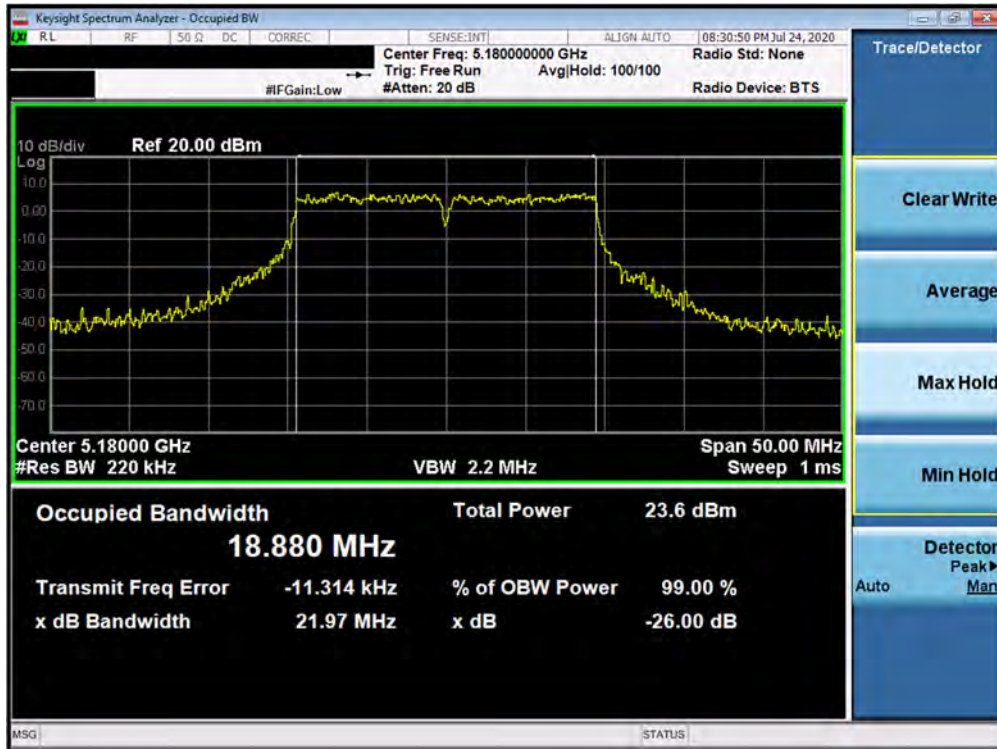 Keysight Spectrum Analyzer - Occupied BW
LXI RL RF 50 Ω DC CORREC SENSE:INT ALIGN AUTO 08:30:50 PM Jul 24, 2020
Center Freq: 5.180000000 GHz Radio Std: None
Trig: Free Run Avg|Hold: 100/100
#IFGain:Low #Atten: 20 dB Radio Device: BTS
10 dB/div Ref 20.00 dBm
Log
10.0
0.00
-10.0
-20.0
-30.0
-40.0
-50.0
-60.0
-70.0
Center 5.18000 GHz Span 50.00 MHz
#Res BW 220 kHz VBW 2.2 MHz Sweep 1 ms
Occupied Bandwidth Total Power 23.6 dBm
18.880 MHz
Transmit Freq Error -11.314 kHz % of OBW Power 99.00 %
x dB Bandwidth 21.97 MHz x dB -26.00 dB
MSG STATUS
Trace/Detector
Clear Write
Average
Max Hold
Min Hold
Detector
Peak▶
Auto Man